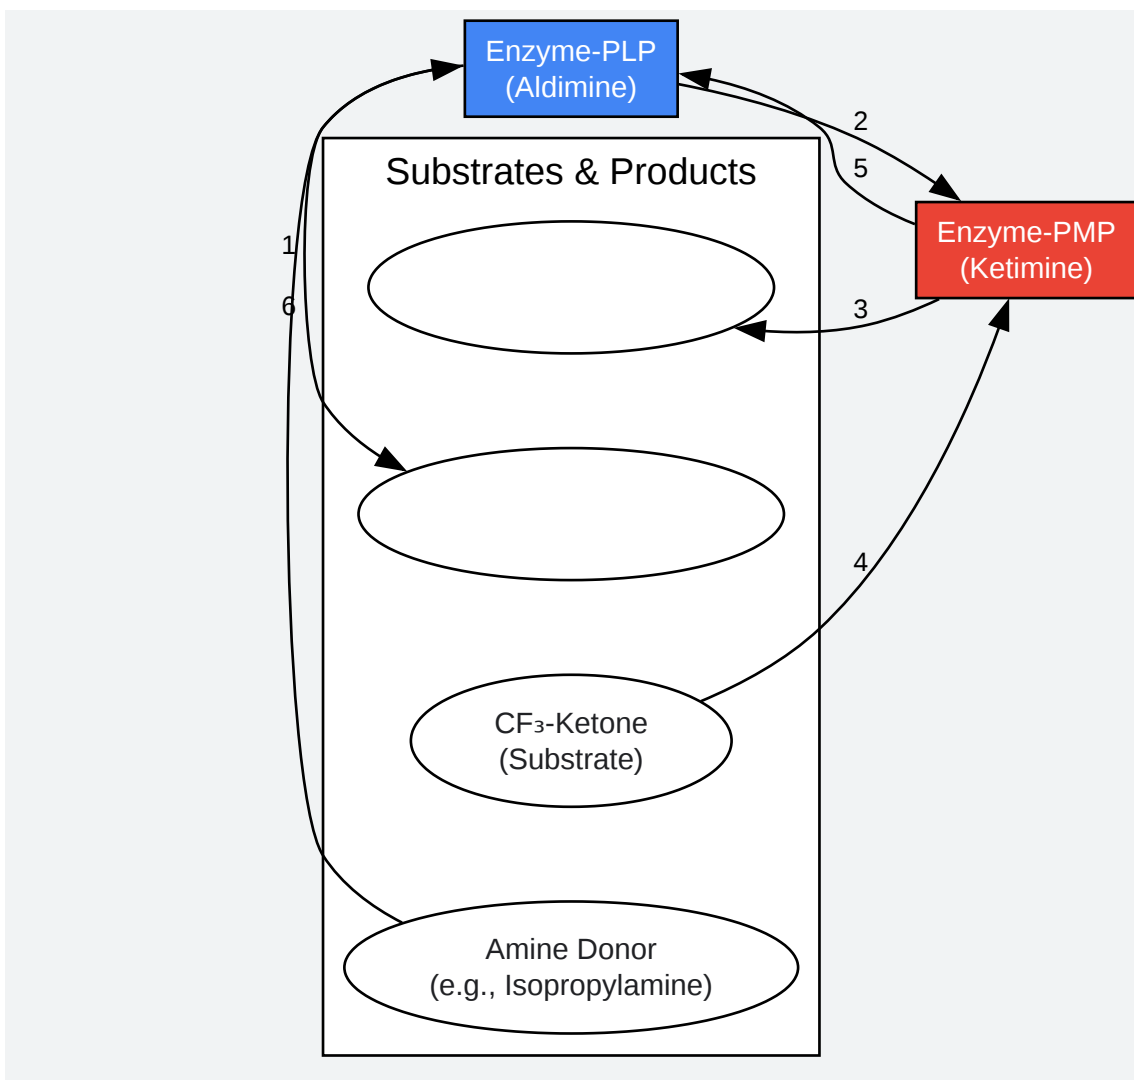 Enzyme-PLP
(Aldimine)
2
5
Substrates & Products
Enzyme-PMP
(Ketimine)
1
6
3
4
CF₃-Ketone
(Substrate)
Amine Donor
(e.g., Isopropylamine)